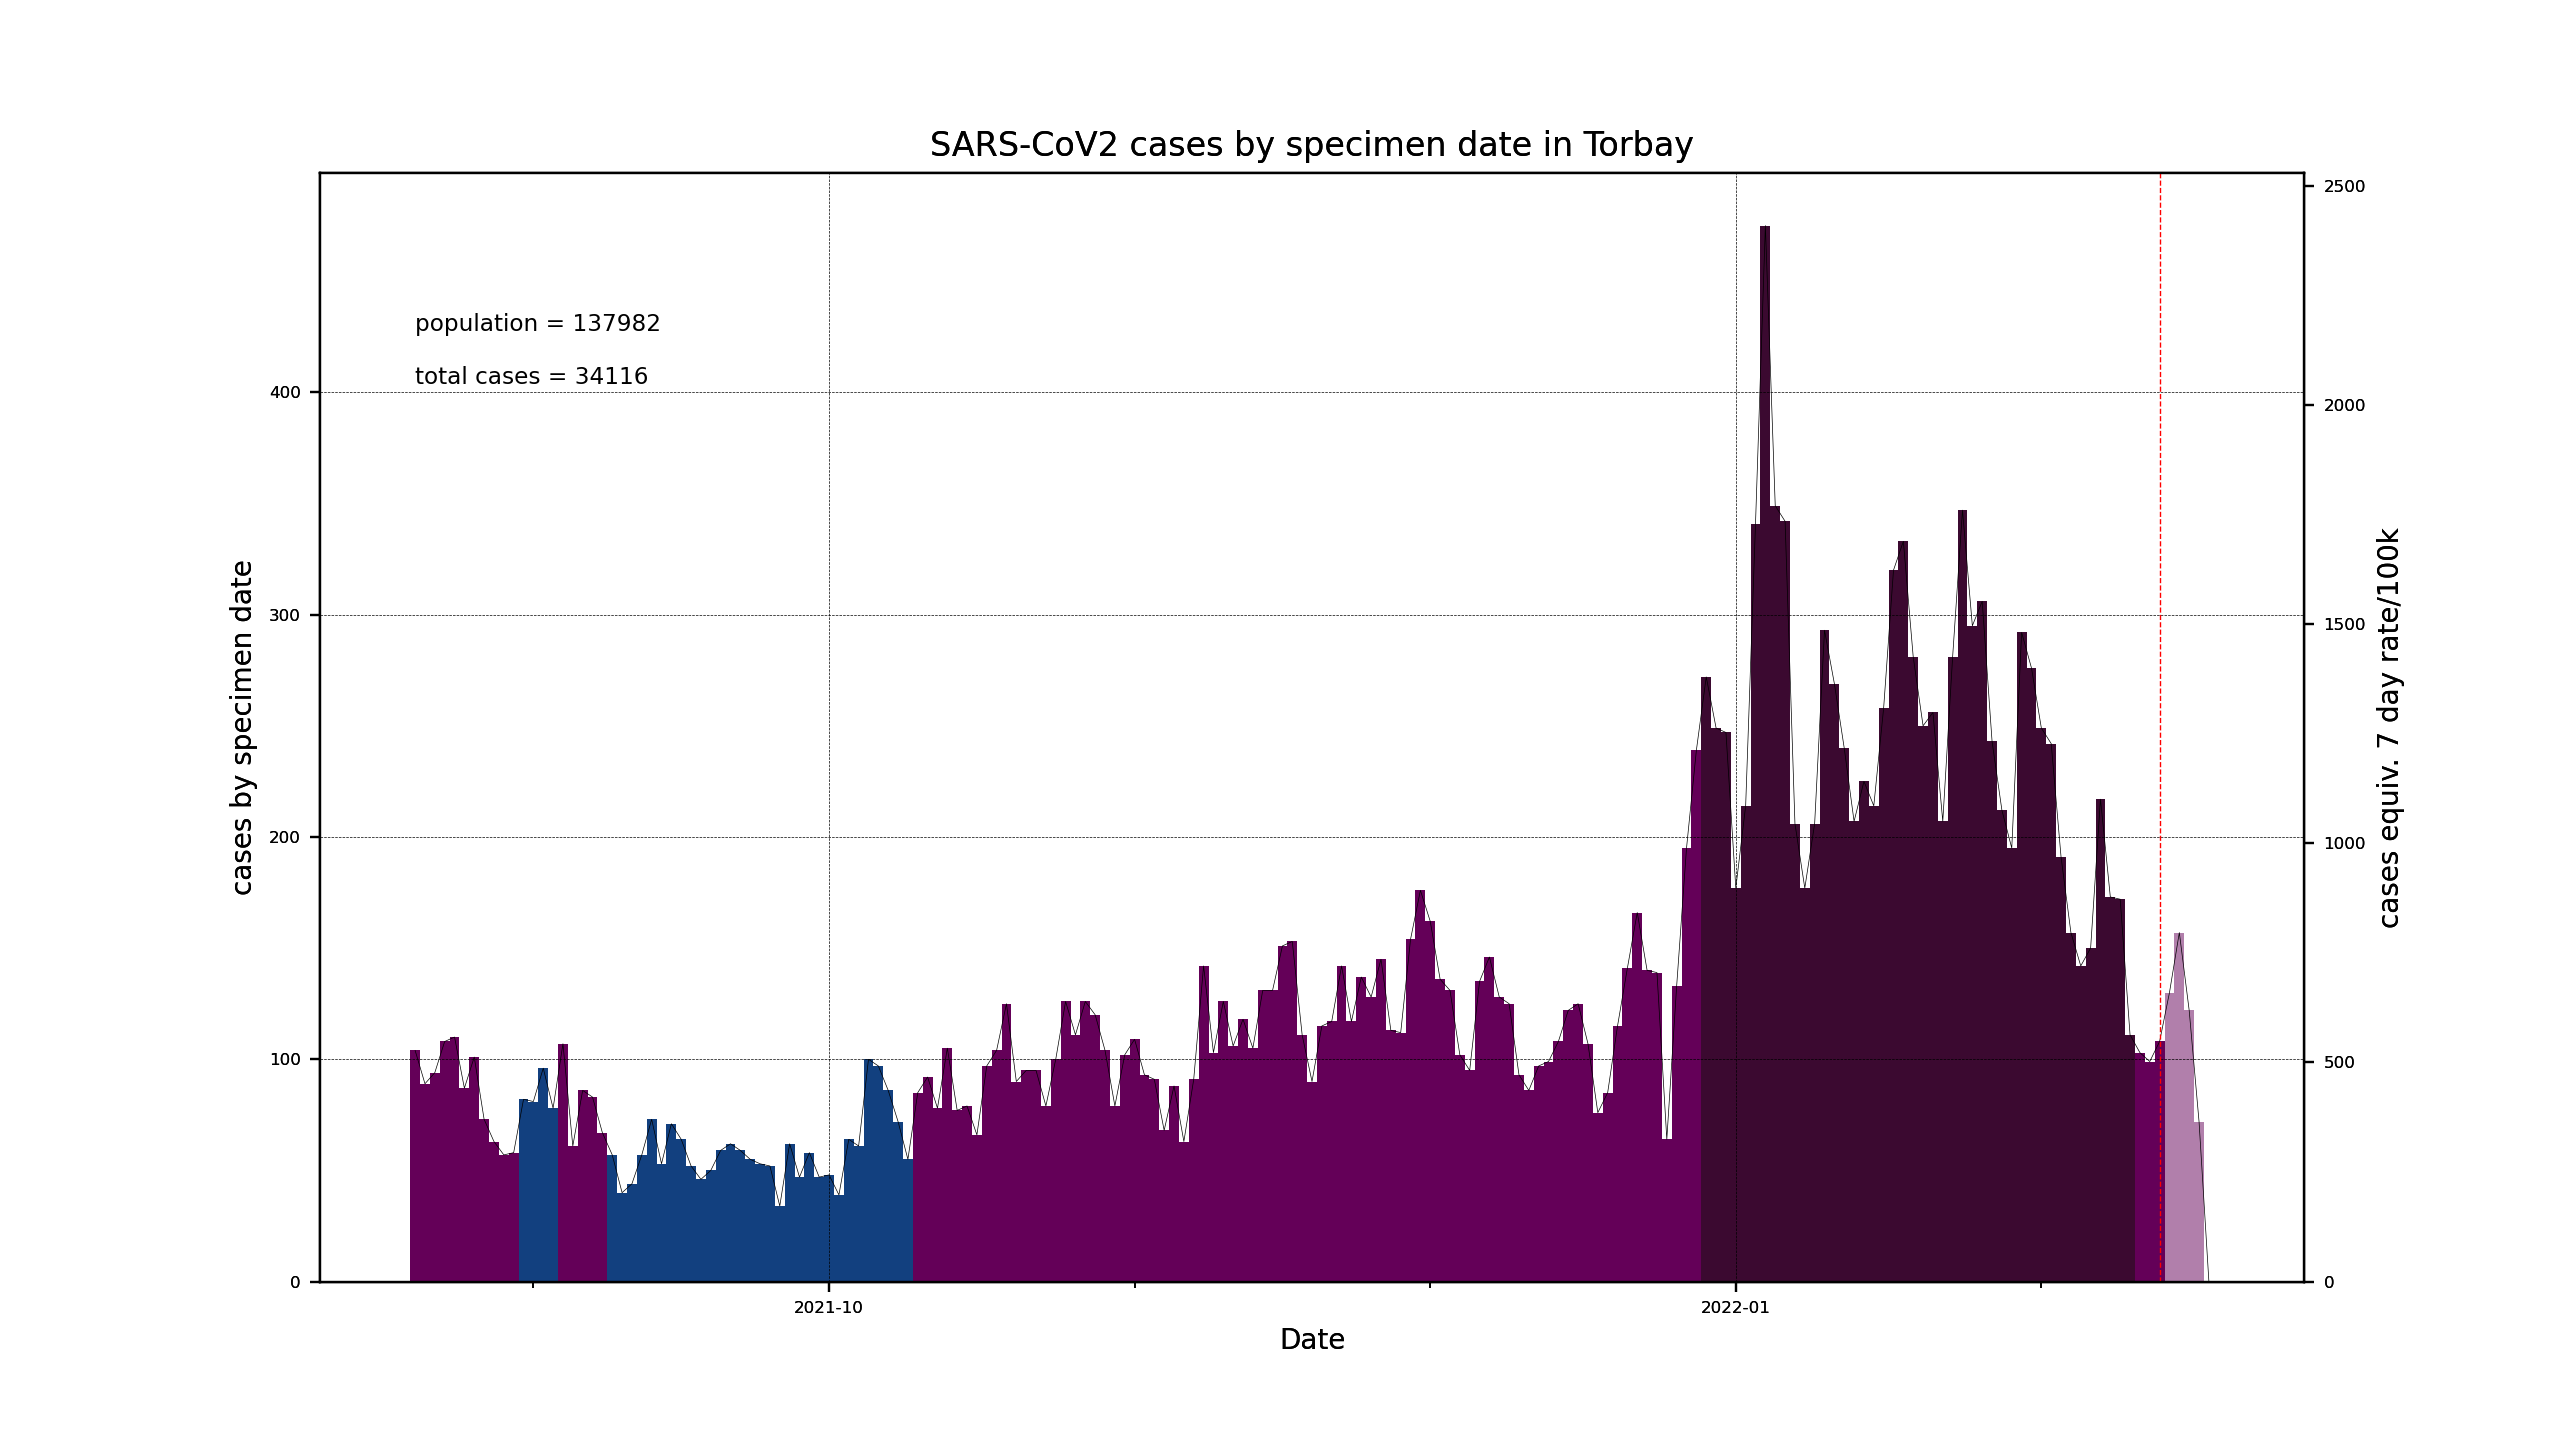 SARS-CoV2 cases by specimen date in Torbay
population = 137982
total cases = 34116
cases by specimen date
400
300
200
100
0
2500
2000
1500
1000
500
0
cases equiv. 7 day rate/100k
2021-10
2022-01
Date